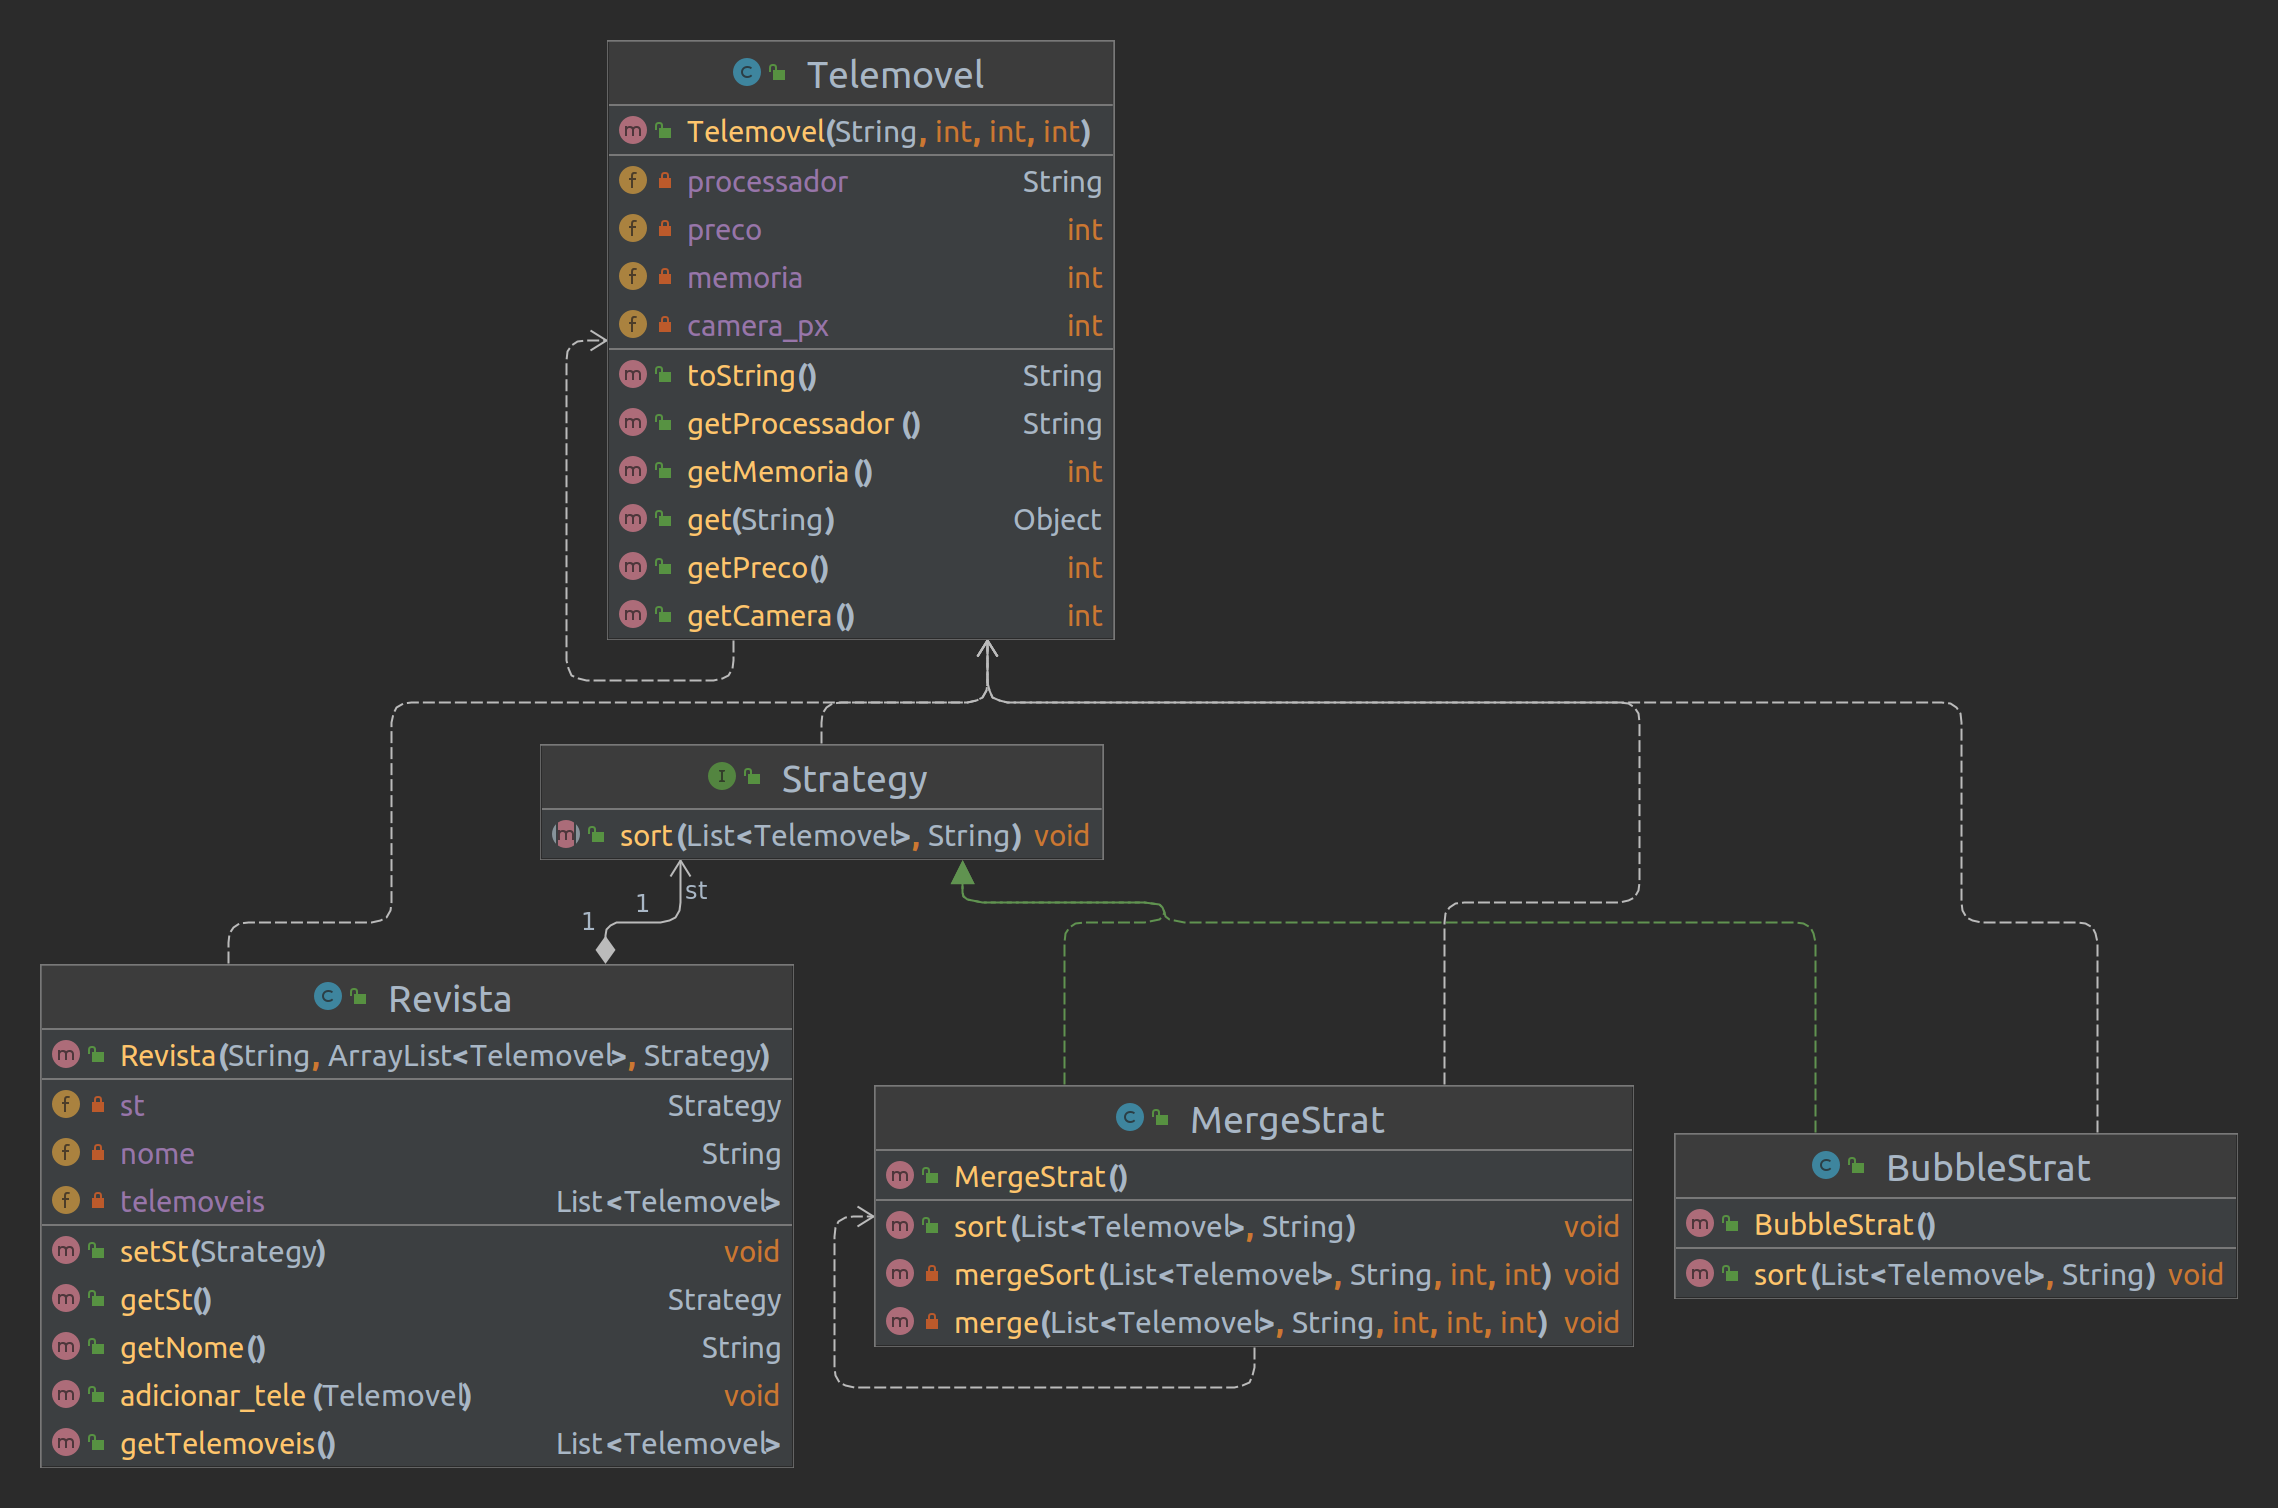 Telemovel
Telemovel(String, int, int, int)
processador String
preco int
memoria int
camera_px int
toString() String
getProcessador() String
getMemoria() int
get(String) Object
getPreco() int
getCamera() int
Strategy
sort(List<Telemovel>, String) void
st
1
1
Revista
Revista(String, ArrayList<Telemovel>, Strategy)
st Strategy
nome String
telemoveis List<Telemovel>
setSt(Strategy) void
getSt() Strategy
getNome() String
adicionar_tele(Telemovel) void
getTelemoveis() List<Telemovel>
MergeStrat
MergeStrat()
sort(List<Telemovel>, String) void
mergeSort(List<Telemovel>, String, int, int) void
merge(List<Telemovel>, String, int, int, int) void
BubbleStrat
BubbleStrat()
sort(List<Telemovel>, String) void